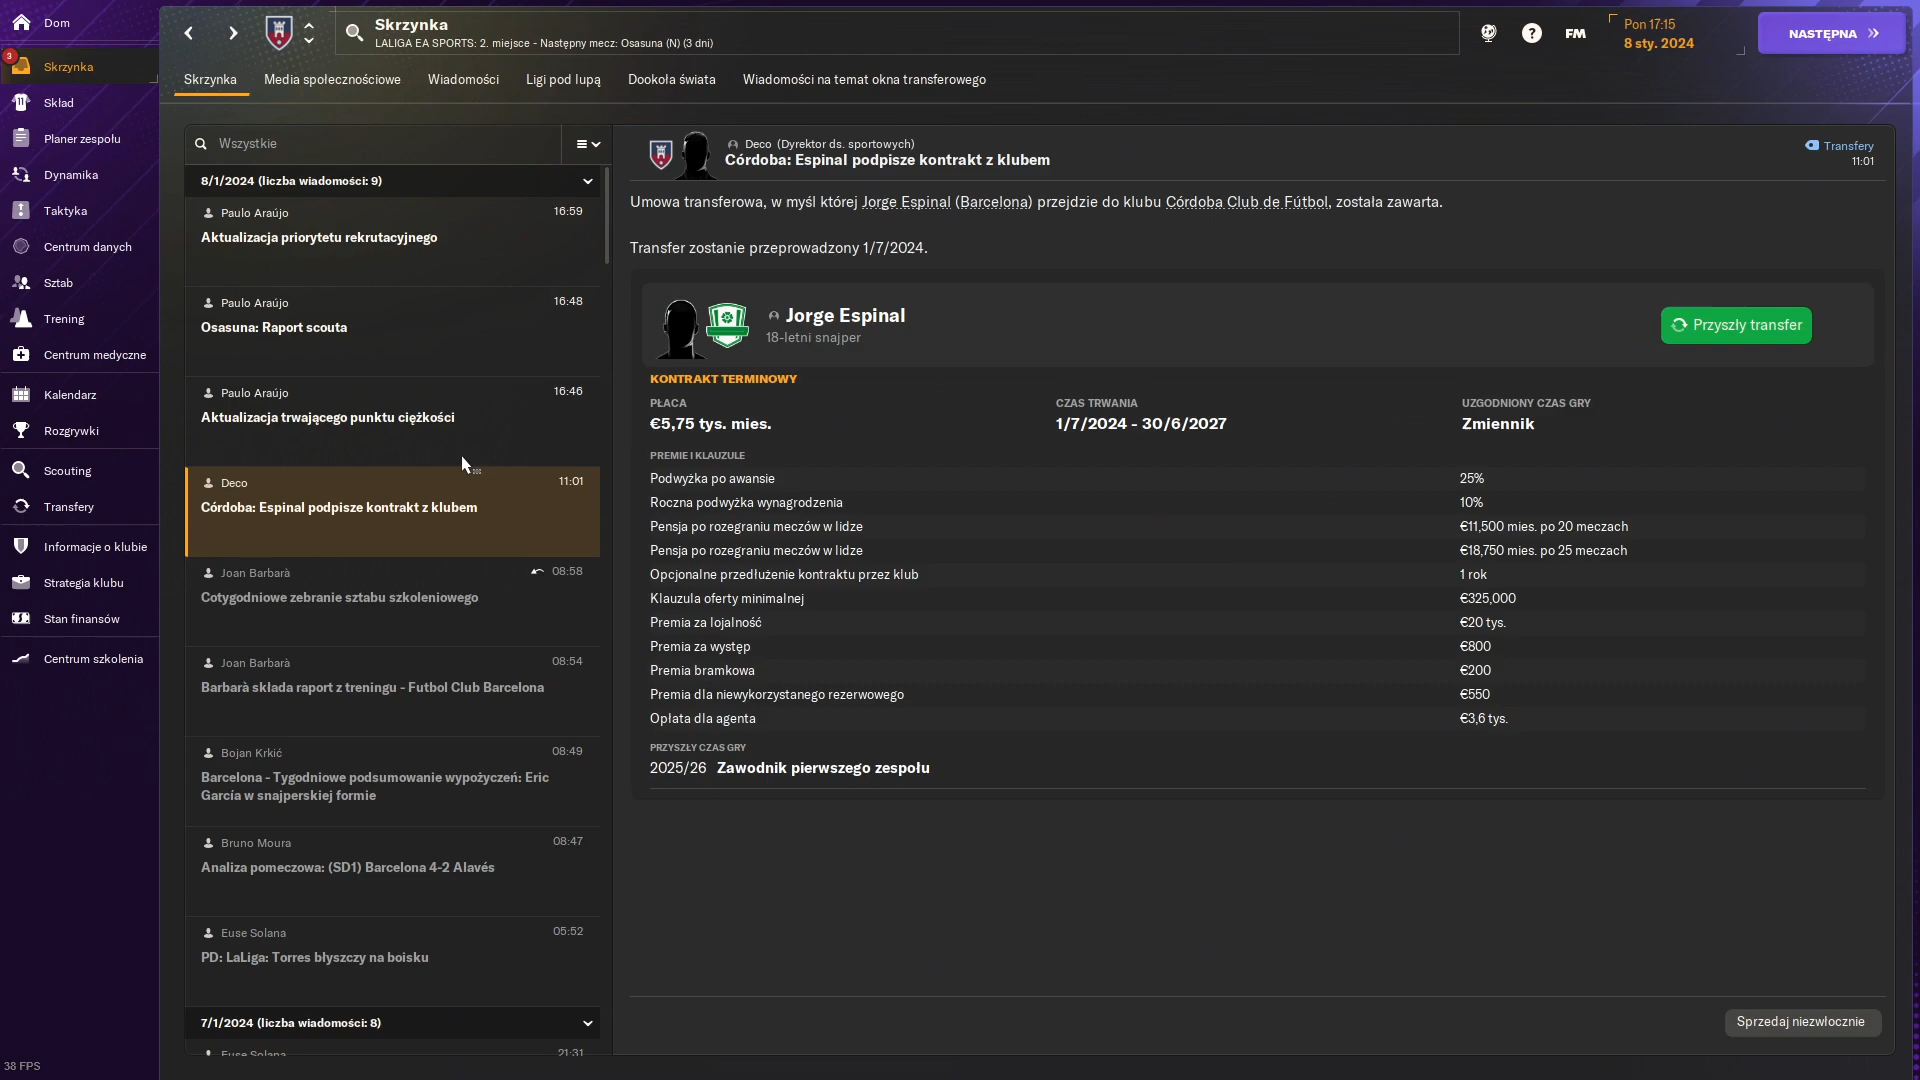 Dom
3
Skrzynka
Skład
Planer zespołu
Dynamika
Taktyka
Centrum danych
Sztab
Trening
Centrum medyczne
Kalendarz
Rozgrywki
Scouting
Transfery
Informacje o klubie
Strategia klubu
Stan finansów
Centrum szkolenia
38 FPS
Skrzynka
LALIGA EA SPORTS: 2. miejsce - Następny mecz: Osasuna (N) (3 dni)
FM
Pon 17:15
8 sty. 2024
NASTĘPNA
Skrzynka
Media społecznościowe
Wiadomości
Ligi pod lupą
Dookoła świata
Wiadomości na temat okna transferowego
Wszystkie
8/1/2024 (liczba wiadomości: 9)
Paulo Araújo 16:59
Aktualizacja priorytetu rekrutacyjnego
Paulo Araújo 16:48
Osasuna: Raport scouta
Paulo Araújo 16:46
Aktualizacja trwającego punktu ciężkości
Deco 11:01
Córdoba: Espinal podpisze kontrakt z klubem
Joan Barbarà 08:58
Cotygodniowe zebranie sztabu szkoleniowego
Joan Barbarà 08:54
Barbarà składa raport z treningu - Futbol Club Barcelona
Bojan Krkić 08:49
Barcelona - Tygodniowe podsumowanie wypożyczeń: Eric
García w snajperskiej formie
Bruno Moura 08:47
Analiza pomeczowa: (SD1) Barcelona 4-2 Alavés
Euse Solana 05:52
PD: LaLiga: Torres błyszczy na boisku
7/1/2024 (liczba wiadomości: 8)
Euse Solana 21:31
Deco (Dyrektor ds. sportowych)
Córdoba: Espinal podpisze kontrakt z klubem
Transfery
11:01
Umowa transferowa, w myśl której Jorge Espinal (Barcelona) przejdzie do klubu Córdoba Club de Fútbol, została zawarta.
Transfer zostanie przeprowadzony 1/7/2024.
Jorge Espinal
18-letni snajper
Przyszły transfer
KONTRAKT TERMINOWY
PŁACA
€5,75 tys. mies.
CZAS TRWANIA
1/7/2024 - 30/6/2027
UZGODNIONY CZAS GRY
Zmiennik
PREMIE I KLAUZULE
Podwyżka po awansie 25%
Roczna podwyżka wynagrodzenia 10%
Pensja po rozegraniu meczów w lidze €11,500 mies. po 20 meczach
Pensja po rozegraniu meczów w lidze €18,750 mies. po 25 meczach
Opcjonalne przedłużenie kontraktu przez klub 1 rok
Klauzula oferty minimalnej €325,000
Premia za lojalność €20 tys.
Premia za występ €800
Premia bramkowa €200
Premia dla niewykorzystanego rezerwowego €550
Opłata dla agenta €3,6 tys.
PRZYSZŁY CZAS GRY
2025/26 Zawodnik pierwszego zespołu
Sprzedaj niezwłocznie